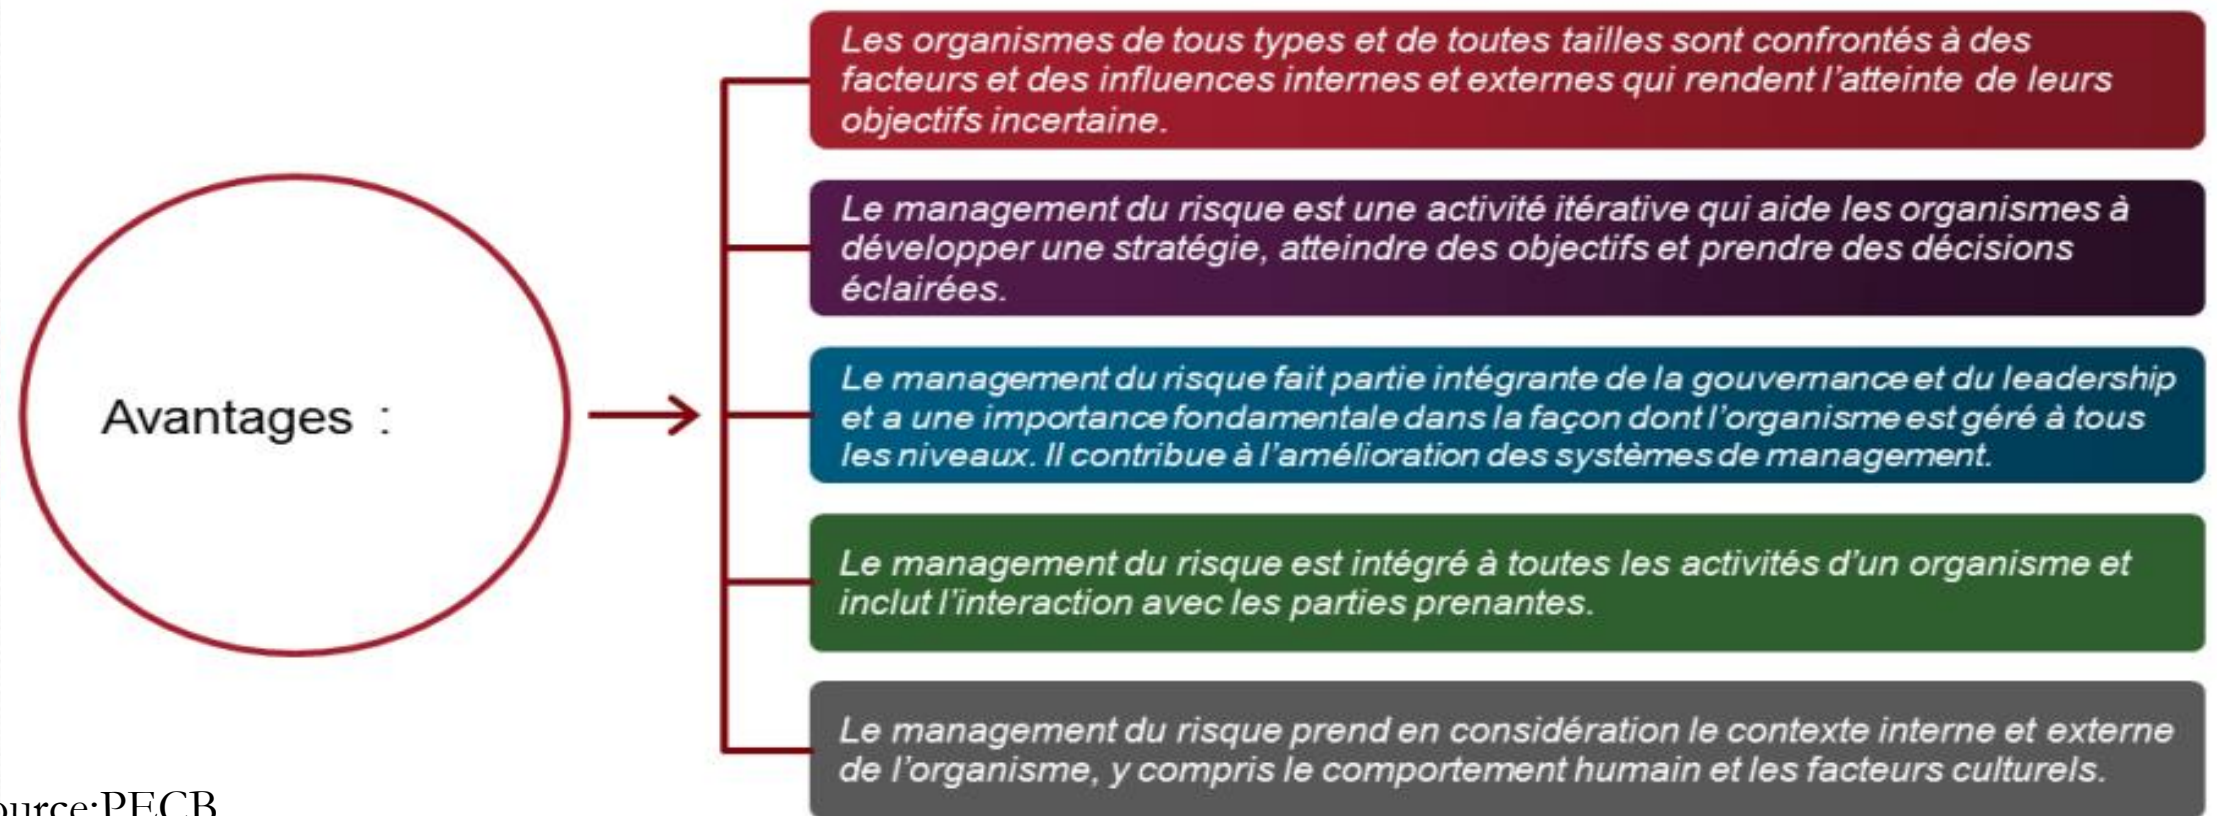 Avantages :
Les organismes de tous types et de toutes tailles sont confrontés à des
facteurs et des influences internes et externes qui rendent l'atteinte de leurs
objectifs incertaine.
Le management du risque est une activité itérative qui aide les organismes à
développer une stratégie, atteindre des objectifs et prendre des décisions
éclairées.
Le management du risque fait partie intégrante de la gouvernance et du leadership
et a une importance fondamentale dans la façon dont l'organisme est géré à tous
les niveaux. Il contribue à l'amélioration des systèmes de management.
Le management du risque est intégré à toutes les activités d'un organisme et
inclut l'interaction avec les parties prenantes.
Le management du risque prend en considération le contexte interne et externe
de l'organisme, y compris le comportement humain et les facteurs culturels.
ource:PECB